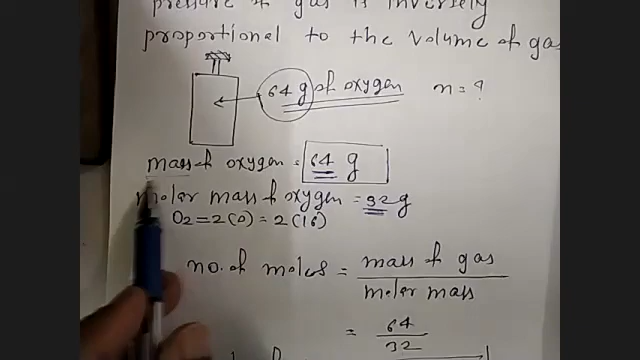 pressure of gas is inversely
proportional to the volume of gas
64 g of oxygen n = ?
mass of oxygen = 64 g
molar mass of oxygen = 32g
O2 = 2(O) = 2(16)
no. of moles = mass of gas
molar mass
= 64
32